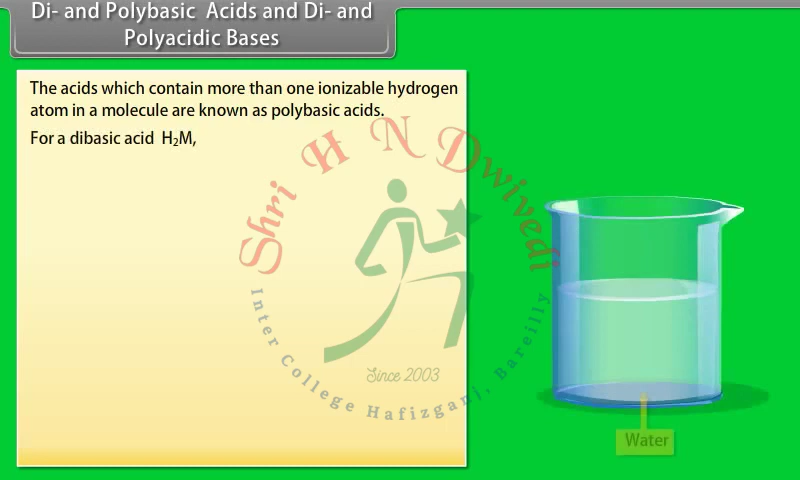 Di- and Polybasic Acids and Di- and
Polyacidic Bases
The acids which contain more than one ionizable hydrogen
atom in a molecule are known as polybasic acids.
For a dibasic acid H₂M,
Shri H N Dwivedi
Inter College Hafizganj, Bareilly
Since 2003
Water